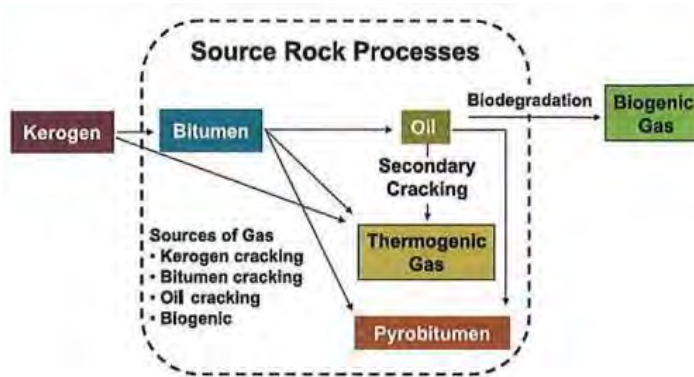 Source Rock Processes
Biodegradation
Biogenic
Gas
Kerogen
Bitumen
Oil
Secondary
Cracking
Sources of Gas
• Kerogen cracking
• Bitumen cracking
• Oil cracking
• Biogenic
Thermogenic
Gas
Pyrobitumen